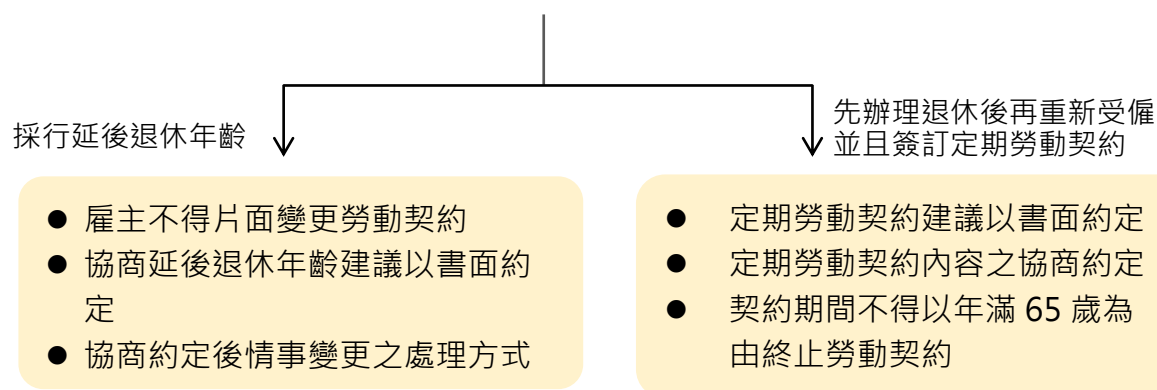 採行延後退休年齡
先辦理退休後再重新受僱
並且簽訂定期勞動契約
● 雇主不得片面變更勞動契約
● 協商延後退休年齡建議以書面約
定
● 協商約定後情事變更之處理方式
● 定期勞動契約建議以書面約定
● 定期勞動契約內容之協商約定
● 契約期間不得以年滿 65 歲為
由終止勞動契約